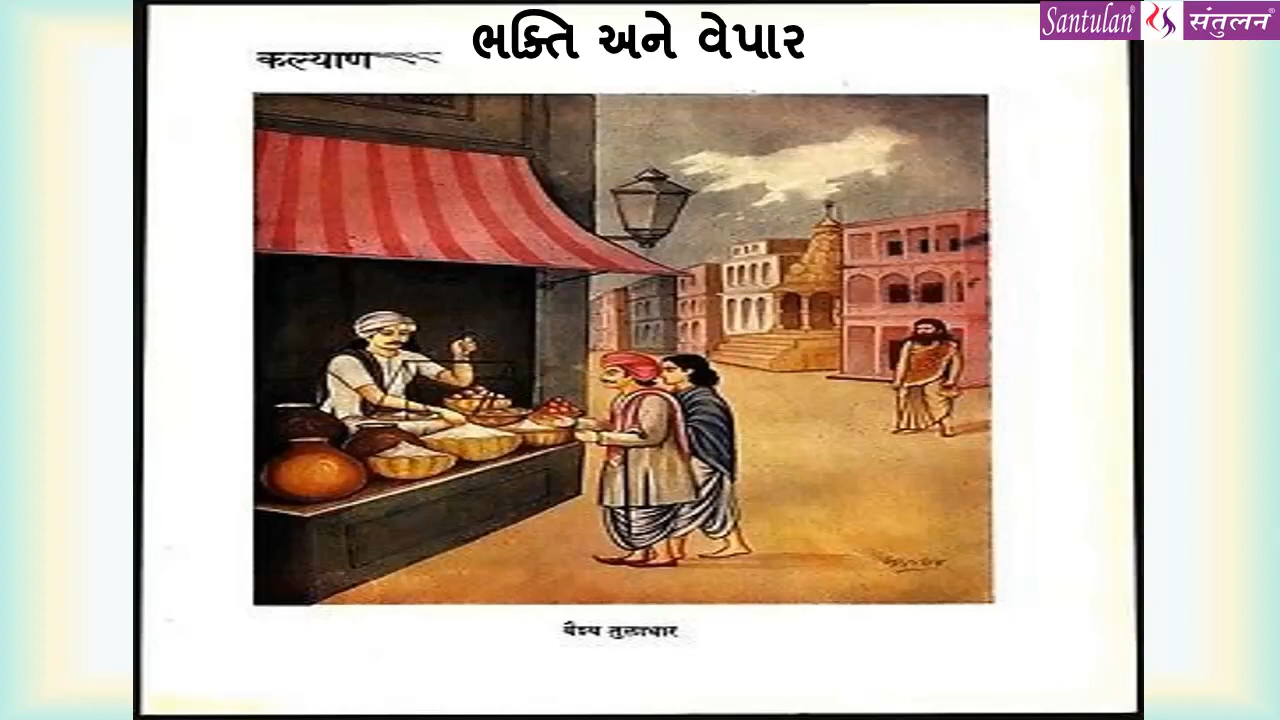 ભક્તિ અને વેપાર
Santulan® संतुलन®
कल्याण
वैश्य तुलाधार